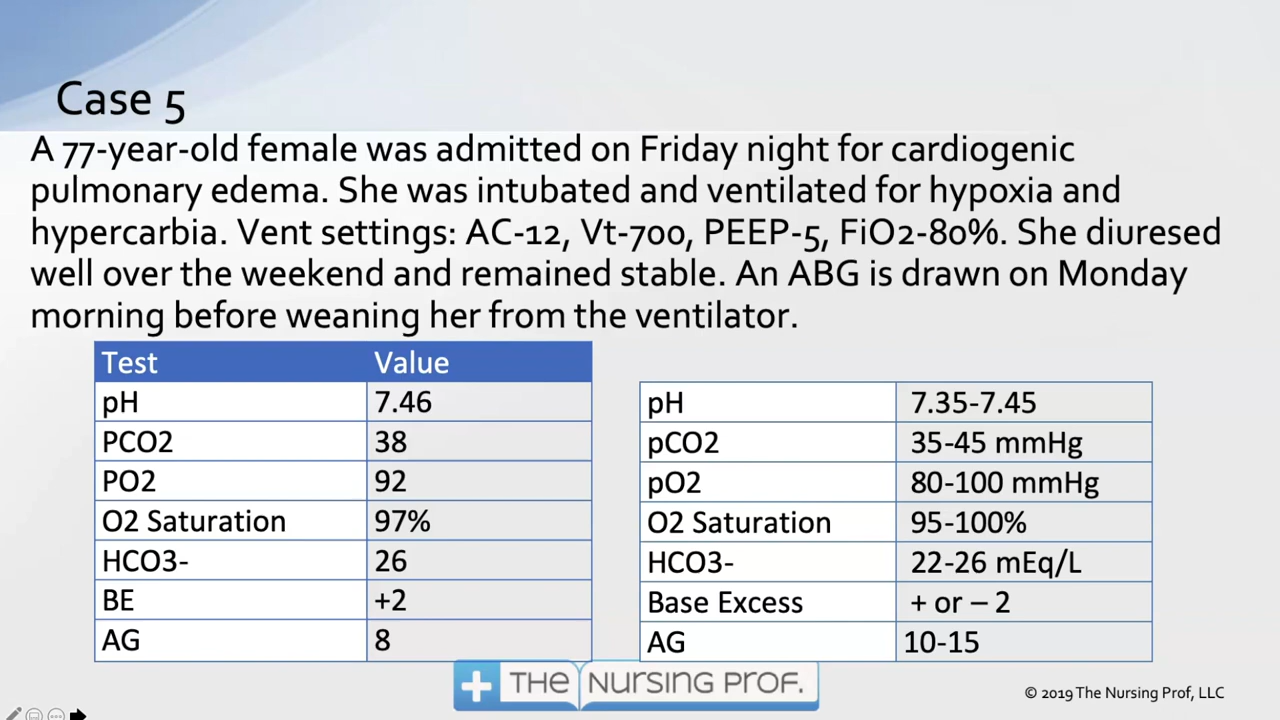 Case 5
A 77-year-old female was admitted on Friday night for cardiogenic
pulmonary edema. She was intubated and ventilated for hypoxia and
hypercarbia. Vent settings: AC-12, Vt-700, PEEP-5, FiO2-80%. She diuresed
well over the weekend and remained stable. An ABG is drawn on Monday
morning before weaning her from the ventilator.
Test Value
pH 7.46
PCO2 38
PO2 92
O2 Saturation 97%
HCO3- 26
BE +2
AG 8
pH 7.35-7.45
pCO2 35-45 mmHg
pO2 80-100 mmHg
O2 Saturation 95-100%
HCO3- 22-26 mEq/L
Base Excess + or – 2
AG 10-15
THE NURSING PROF.
© 2019 The Nursing Prof, LLC